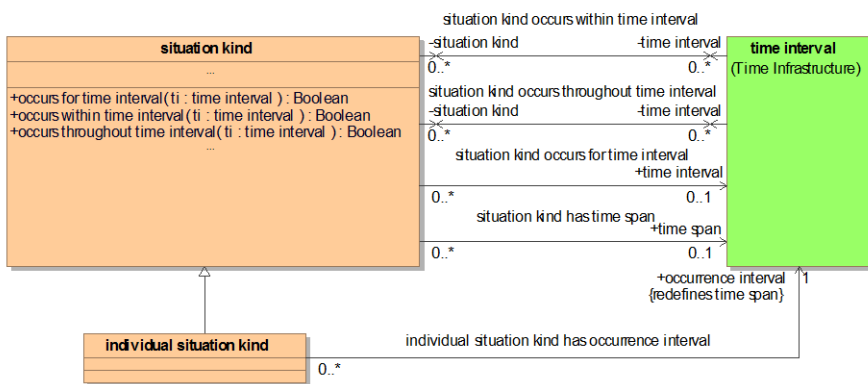 situation kind occurs within time interval
situation kind
-situation kind
-time interval
time interval
...
0..*
0..*
(Time Infrastructure)
+occurs for time interval( ti : time interval ) : Boolean
+occurs within time interval( ti : time interval ) : Boolean
+occurs throughout time interval( ti : time interval ) : Boolean
...
situation kind occurs throughout time interval
-situation kind
-time interval
0..*
0..*
situation kind occurs for time interval
+time interval
0..*
0..1
situation kind has time span
+time span
0..*
0..1
+occurrence interval
1
{redefines time span}
individual situation kind
individual situation kind has occurrence interval
0..*